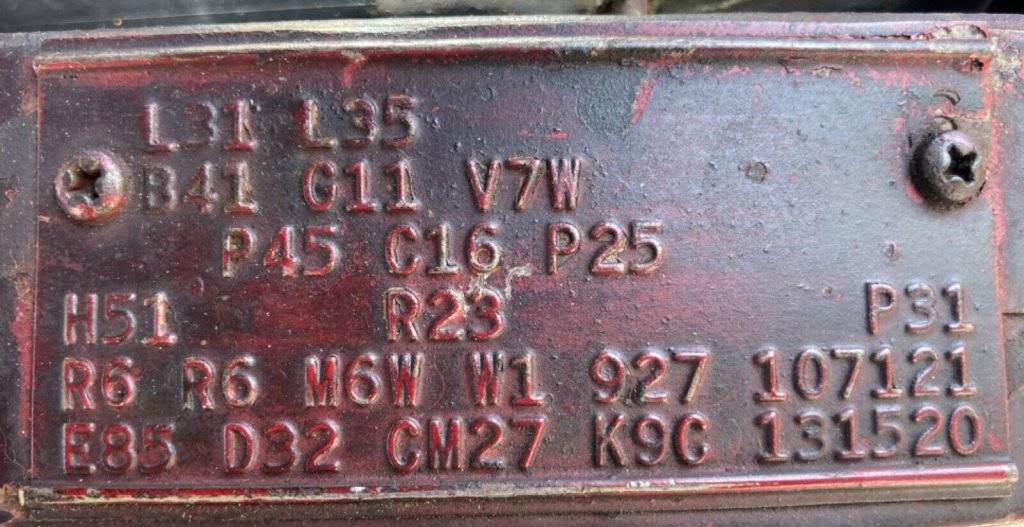 L31 L35
B41 G11 V7W
P45 C16 P25
H51 R23 P31
R6 R6 M6W W1 927 107121
E85 D32 CM27 K9C 131520